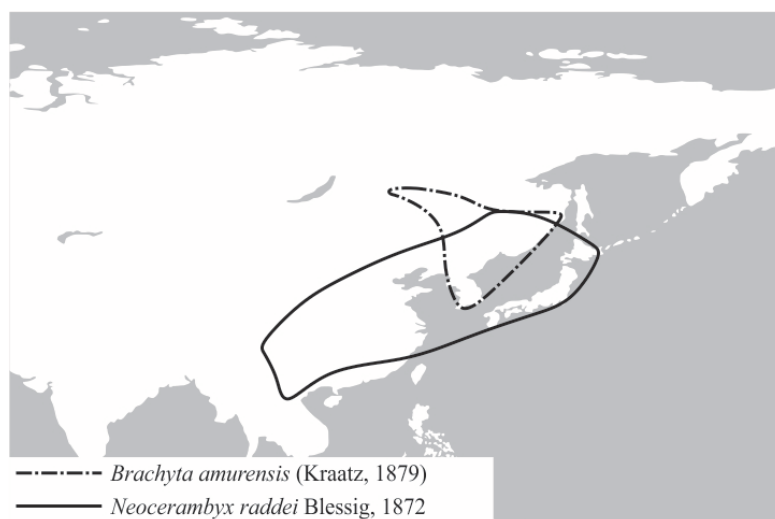 Brachyta amurensis (Kraatz, 1879)
Neocerambyx raddei Blessig, 1872